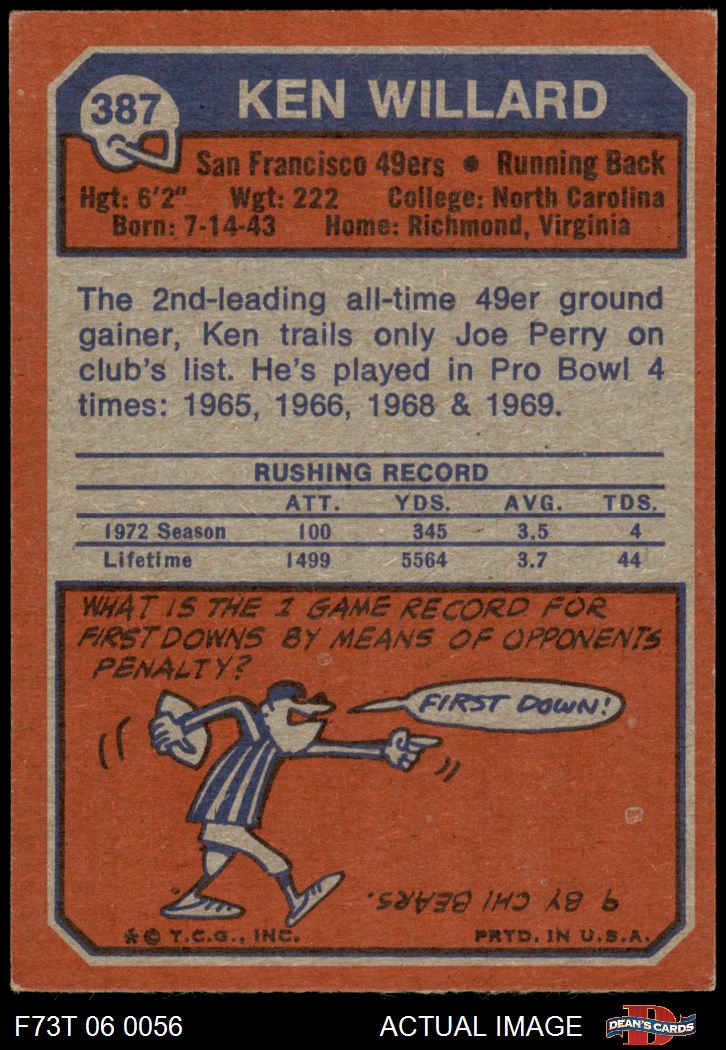 387
KEN WILLARD
San Francisco 49ers • Running Back
Hgt: 6'2" Wgt: 222 College: North Carolina
Born: 7-14-43 Home: Richmond, Virginia
The 2nd-leading all-time 49er ground
gainer, Ken trails only Joe Perry on
club's list. He's played in Pro Bowl 4
times: 1965, 1966, 1968 & 1969.
RUSHING RECORD
ATT. YDS. AVG. TDS.
1972 Season 100 345 3.5 4
Lifetime 1499 5564 3.7 44
WHAT IS THE 1 GAME RECORD FOR
FIRST DOWNS BY MEANS OF OPPONENTS
PENALTY?
FIRST DOWN!
9 BY CHI BEARS.
*© T.C.G., INC. PRTD. IN U.S.A.
F73T 06 0056 ACTUAL IMAGE D DEAN'S CARDS